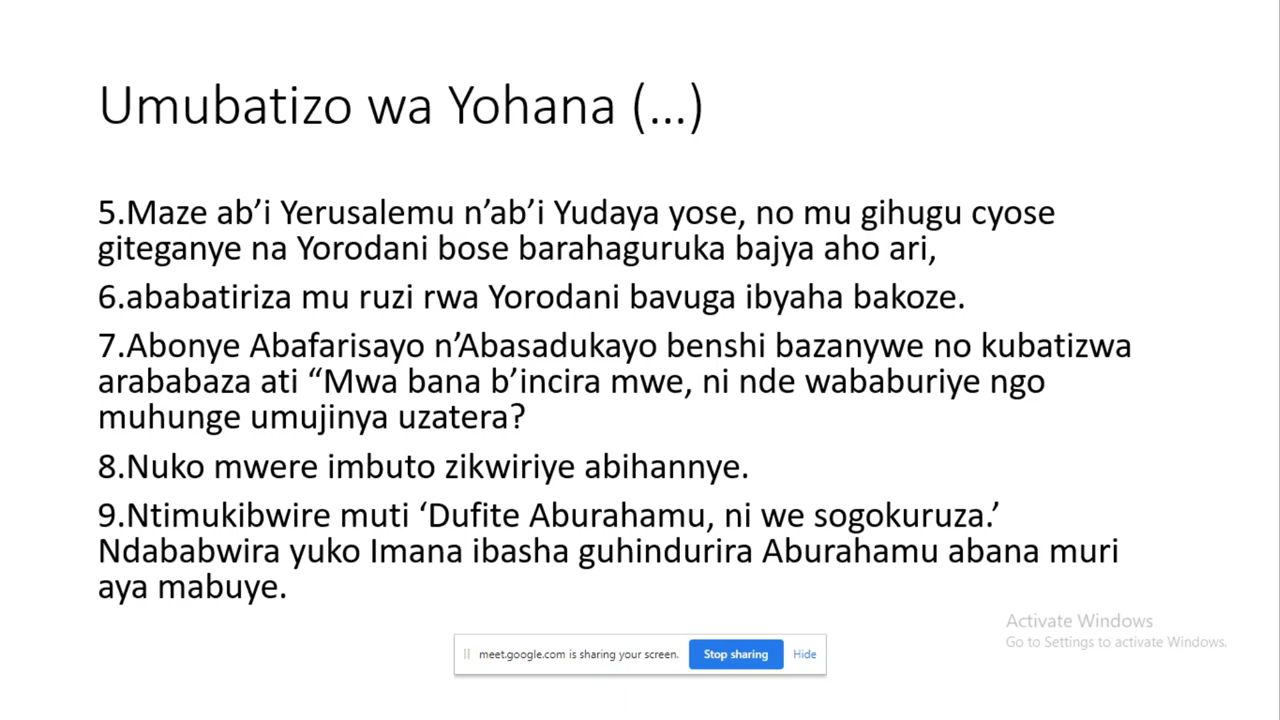 Umubatizo wa Yohana (...)
5.Maze ab’i Yerusalemu n’ab’i Yudaya yose, no mu gihugu cyose
giteganye na Yorodani bose barahaguruka bajya aho ari,
6.ababatiriza mu ruzi rwa Yorodani bavuga ibyaha bakoze.
7.Abonye Abafarisayo n’Abasadukayo benshi bazanywe no kubatizwa
arababaza ati “Mwa bana b’incira mwe, ni nde wababuriye ngo
muhunge umujinya uzatera?
8.Nuko mwere imbuto zikwiriye abihannye.
9.Ntimukibwire muti ‘Dufite Aburahamu, ni we sogokuruza.’
Ndababwira yuko Imana ibasha guhindurira Aburahamu abana muri
aya mabuye.
Activate Windows
Go to Settings to activate Windows.
meet.google.com is sharing your screen. Stop sharing Hide